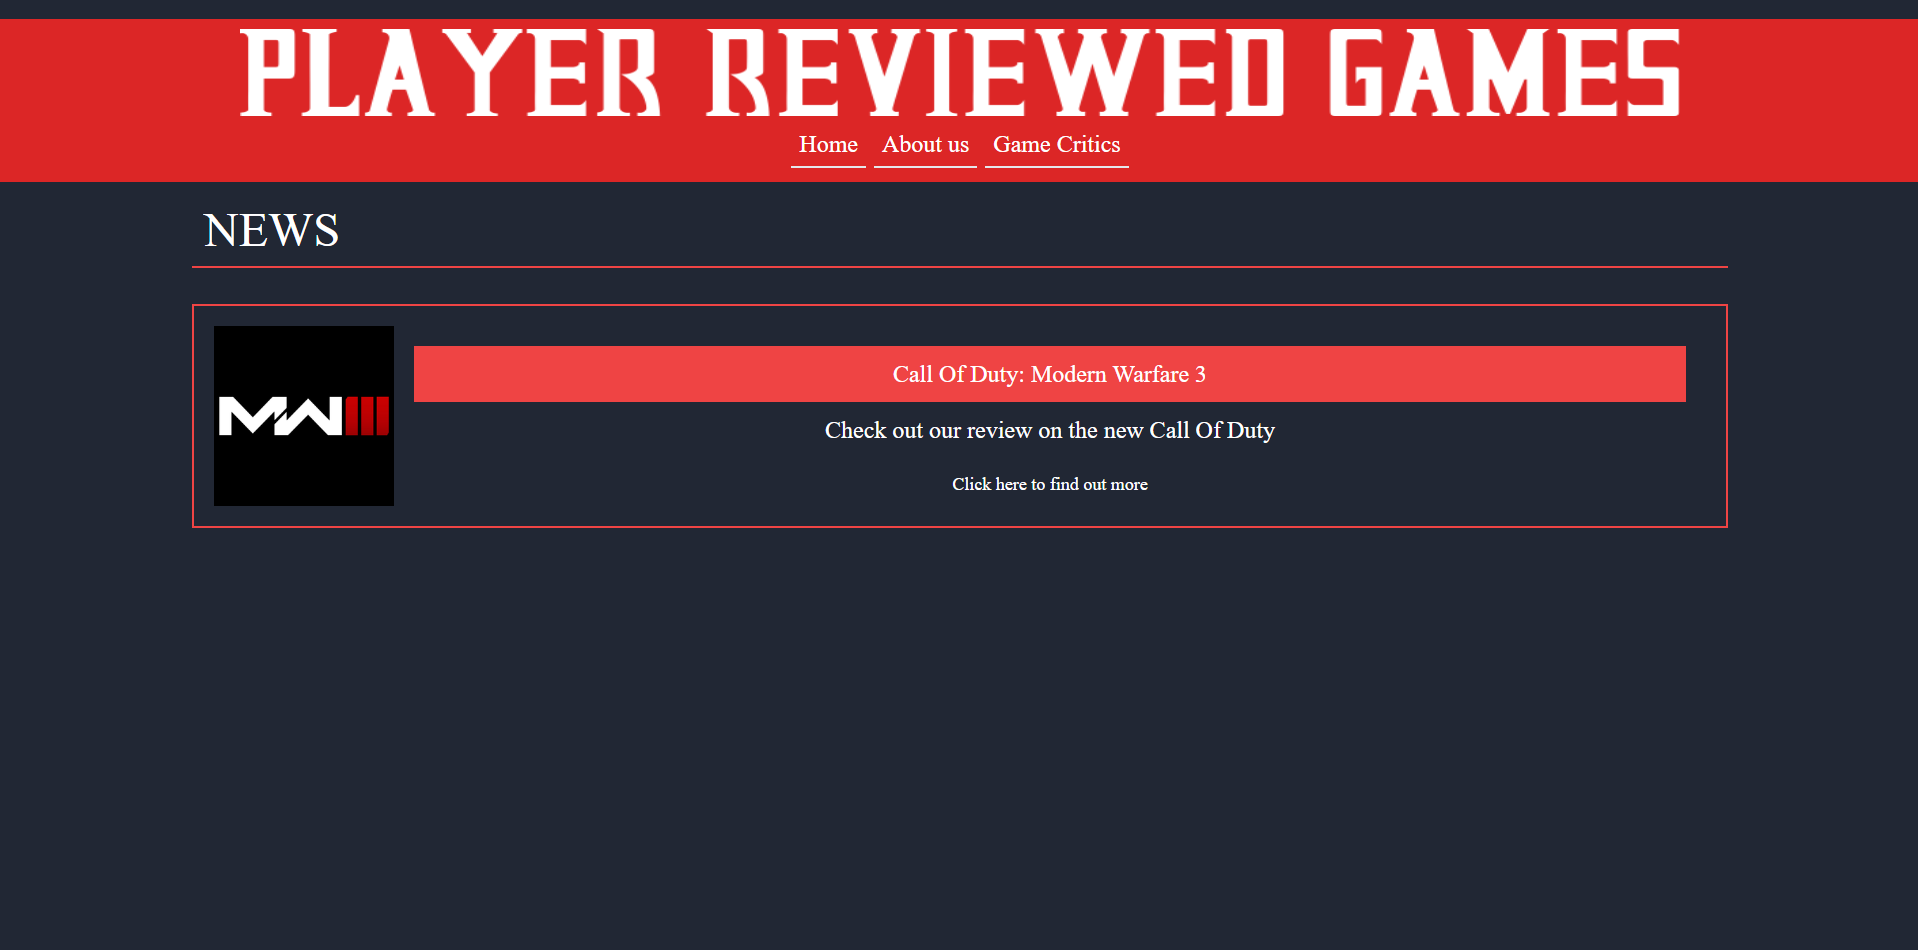 PLAYER REVIEWED GAMES
Home About us Game Critics
NEWS
MWIII
Call Of Duty: Modern Warfare 3
Check out our review on the new Call Of Duty
Click here to find out more